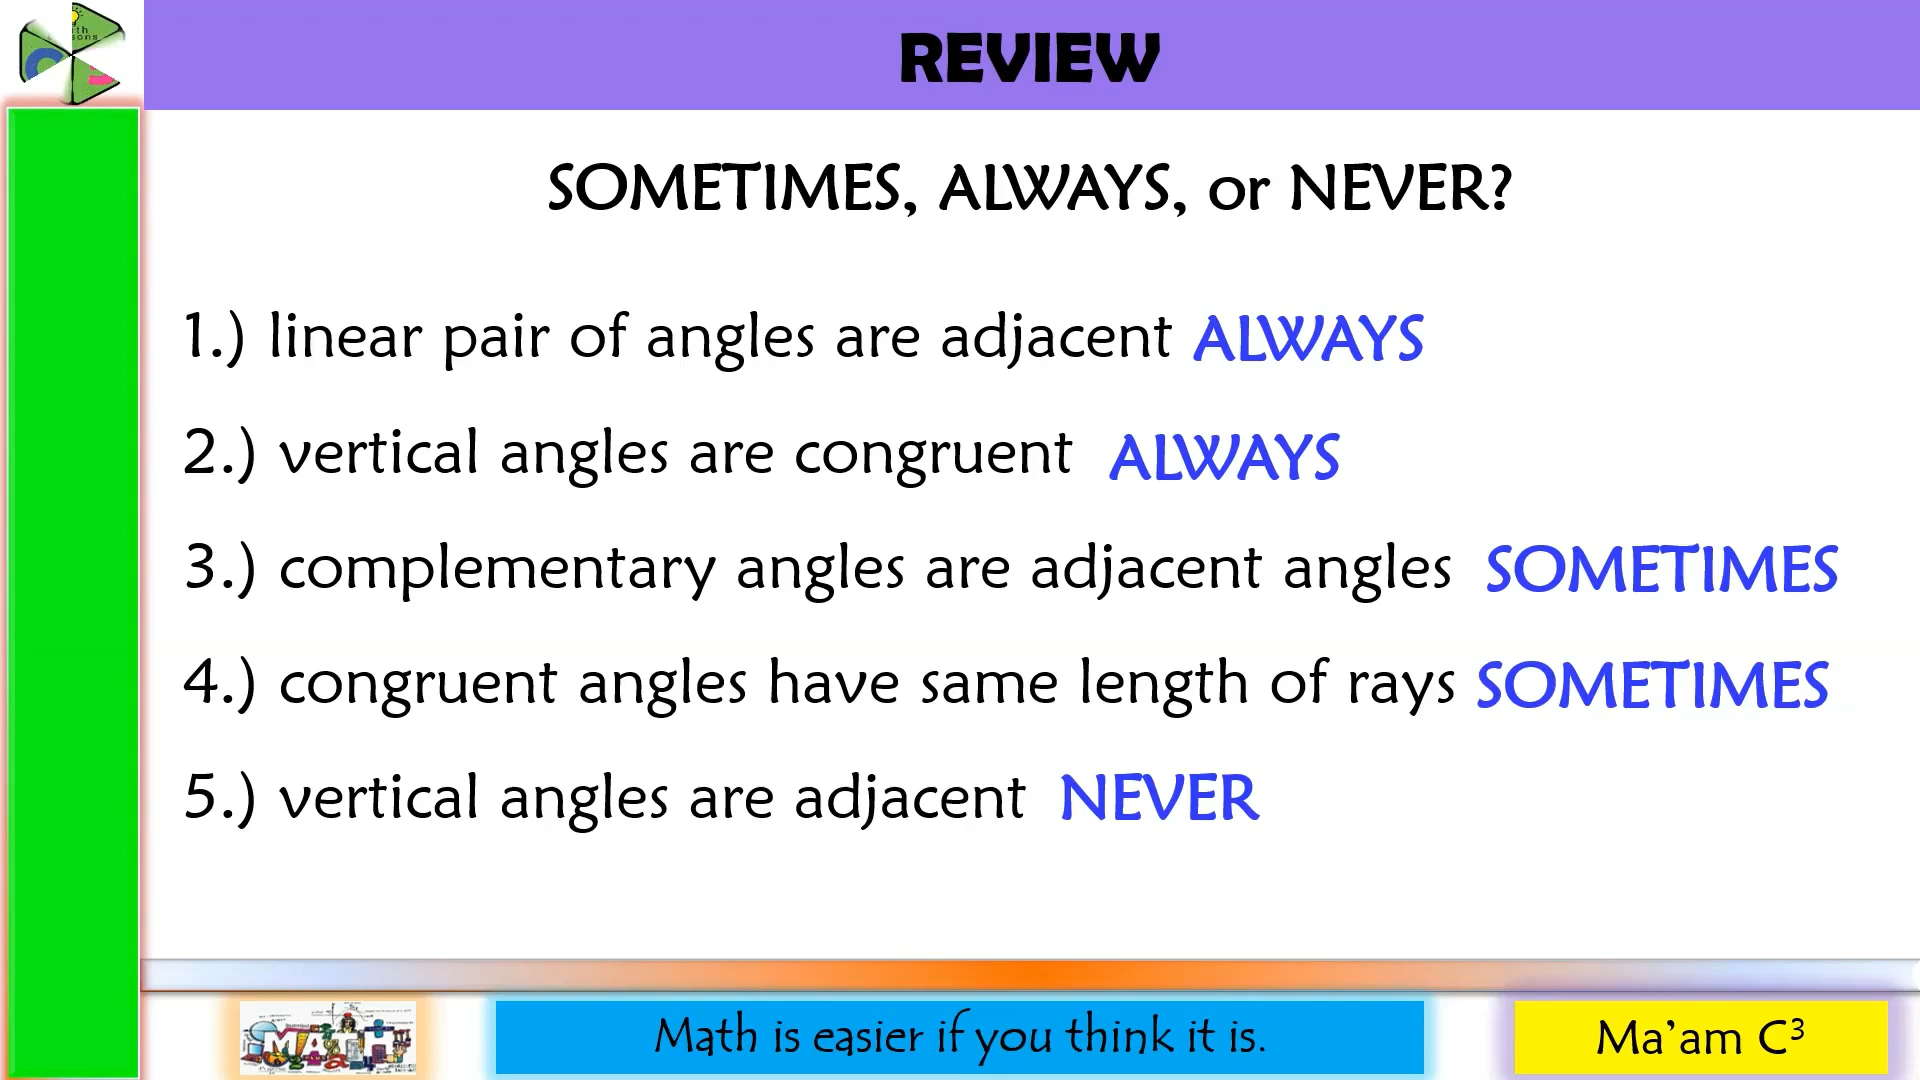 REVIEW
SOMETIMES, ALWAYS, or NEVER?
1.) linear pair of angles are adjacent ALWAYS
2.) vertical angles are congruent ALWAYS
3.) complementary angles are adjacent angles SOMETIMES
4.) congruent angles have same length of rays SOMETIMES
5.) vertical angles are adjacent NEVER
MATH
Math is easier if you think it is.
Ma’am C³